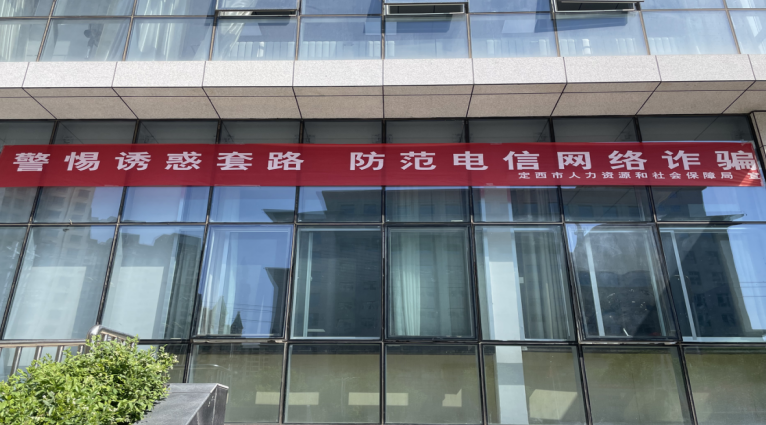 警惕诱惑套路 防范电信网络诈骗
定西市人力资源和社会保障局 宣